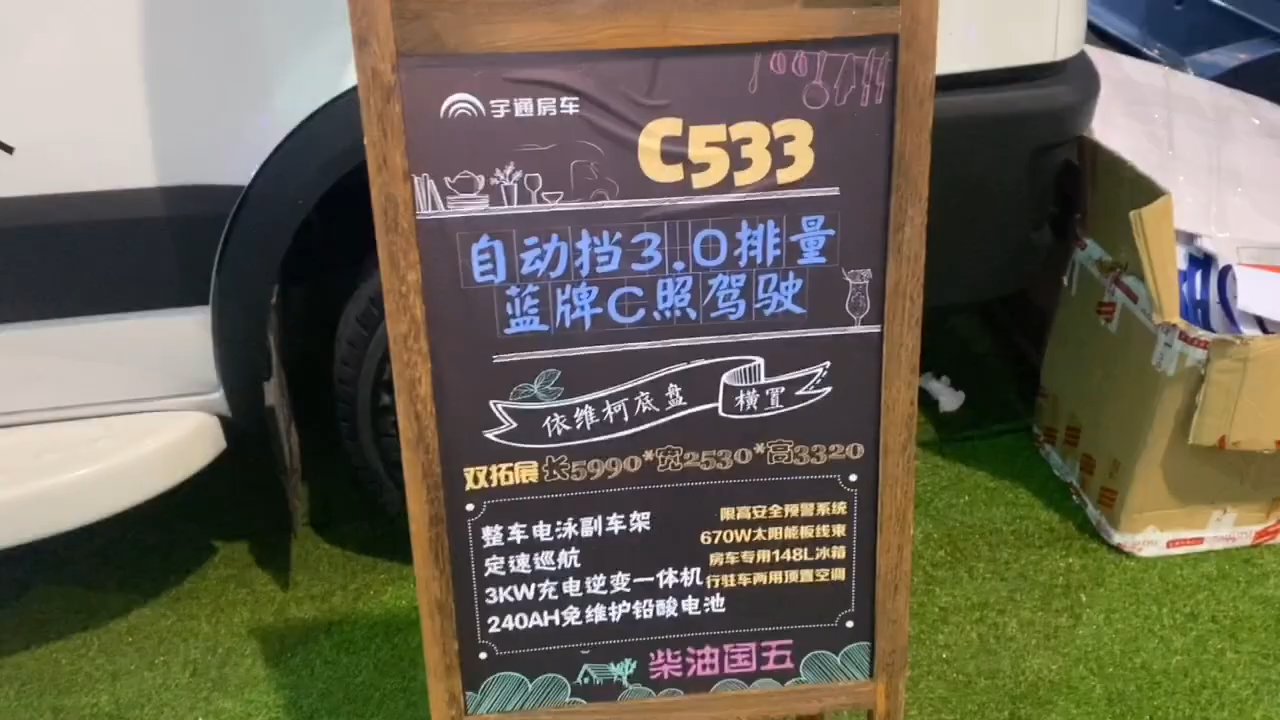 宇通房车
C533
自动挡3.0排量
蓝牌C照驾驶
依维柯底盘 横置
双拓展 长5990*宽2530*高3320
整车电泳副车架
定速巡航
3KW充电逆变一体机
240AH免维护铅酸电池
限高安全预警系统
670W太阳能板线束
房车专用148L冰箱
行驻车两用顶置空调
柴油国五